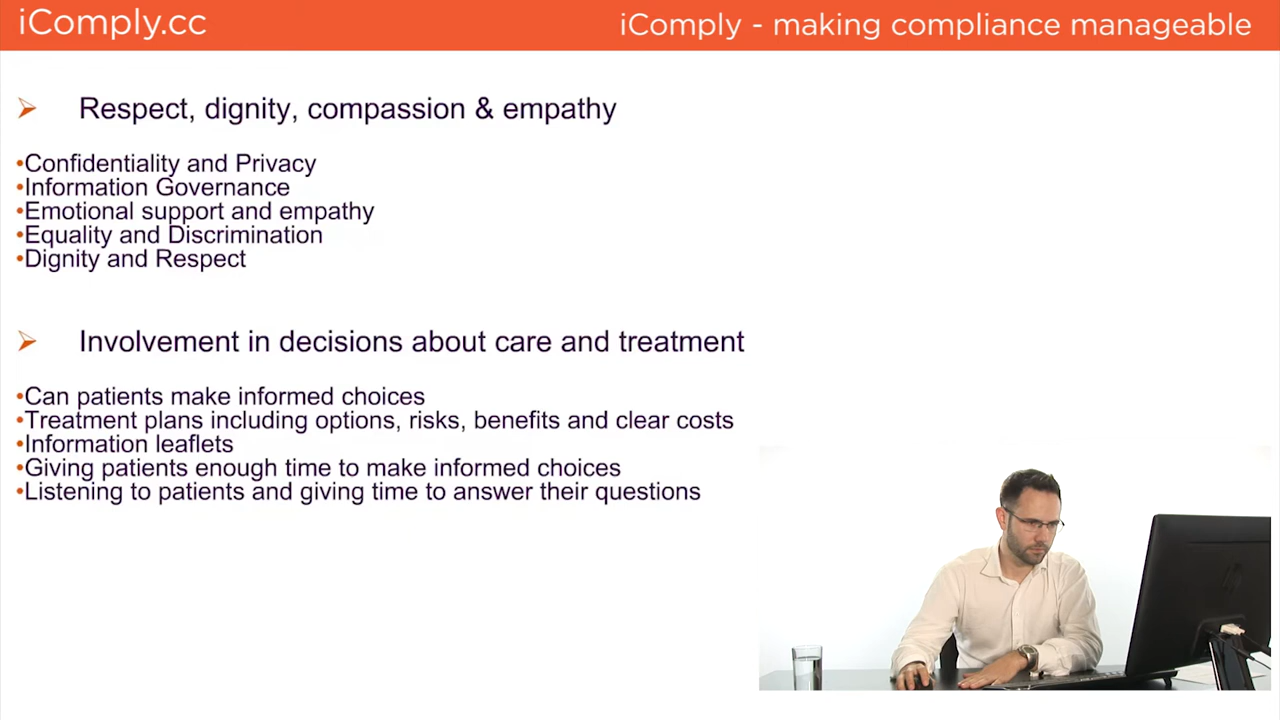 iComply.cc
iComply - making compliance manageable
➢ Respect, dignity, compassion & empathy
•Confidentiality and Privacy
•Information Governance
•Emotional support and empathy
•Equality and Discrimination
•Dignity and Respect
➢ Involvement in decisions about care and treatment
•Can patients make informed choices
•Treatment plans including options, risks, benefits and clear costs
•Information leaflets
•Giving patients enough time to make informed choices
•Listening to patients and giving time to answer their questions